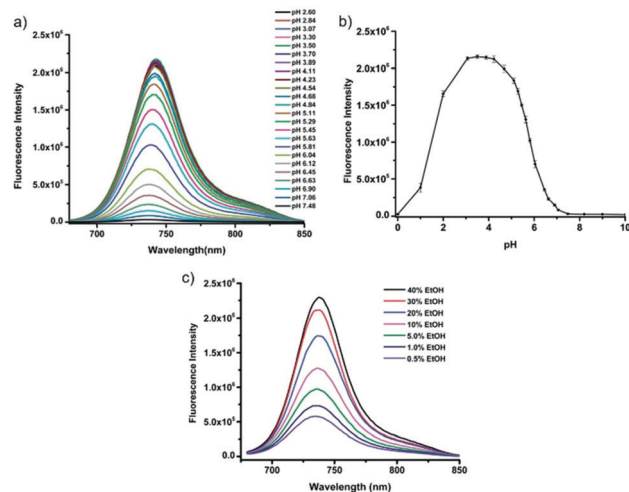 a)
Fluorescence Intensity
2.5x10⁶
2.0x10⁶
1.5x10⁶
1.0x10⁶
5.0x10⁵
0.0
700
750
800
850
Wavelength(nm)
pH 2.60
pH 2.84
pH 3.07
pH 3.30
pH 3.50
pH 3.70
pH 3.89
pH 4.11
pH 4.23
pH 4.54
pH 4.68
pH 4.84
pH 5.11
pH 5.29
pH 5.45
pH 5.63
pH 5.81
pH 6.04
pH 6.12
pH 6.45
pH 6.63
pH 6.90
pH 7.06
pH 7.48
b)
Fluorescence Intensity
2.5x10⁶
2.0x10⁶
1.5x10⁶
1.0x10⁶
5.0x10⁵
0.0
0
2
4
6
8
10
pH
c)
Fluorescence Intensity
2.5x10⁶
2.0x10⁶
1.5x10⁶
1.0x10⁶
5.0x10⁵
0.0
700
750
800
850
Wavelength (nm)
40% EtOH
30% EtOH
20% EtOH
10% EtOH
5.0% EtOH
1.0% EtOH
0.5% EtOH